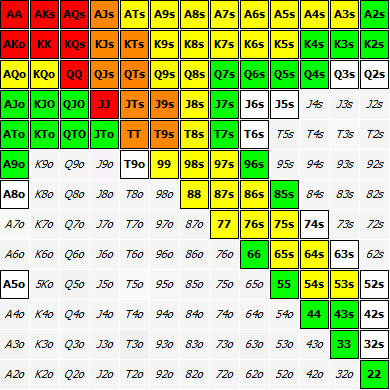 AA AKs AQs AJs ATs A9s A8s A7s A6s A5s A4s A3s A2s
AKo KK KQs KJs KTs K9s K8s K7s K6s K5s K4s K3s K2s
AQo KQo QQ QJs QTs Q9s Q8s Q7s Q6s Q5s Q4s Q3s Q2s
AJo KJO QJO JJ JTs J9s J8s J7s J6s J5s J4s J3s J2s
ATo KTo QTO JTo TT T9s T8s T7s T6s T5s T4s T3s T2s
A9o K9o Q9o J9o T9o 99 98s 97s 96s 95s 94s 93s 92s
A8o K8o Q8o J8o T8o 98o 88 87s 86s 85s 84s 83s 82s
A7o K7o Q7o J7o T7o 97o 87o 77 76s 75s 74s 73s 72s
A6o K6o Q6o J6o T6o 96o 86o 76o 66 65s 64s 63s 62s
A5o 5Ko Q5o J5o T5o 95o 85o 75o 65o 55 54s 53s 52s
A4o K4o Q4o J4o T4o 94o 84o 74o 64o 54o 44 43s 42s
A3o K3o Q3o J3o T3o 93o 83o 73o 63o 53o 43o 33 32s
A2o K2o Q2o J2o T2o 92o 82o 72o 62o 52o 42o 32o 22